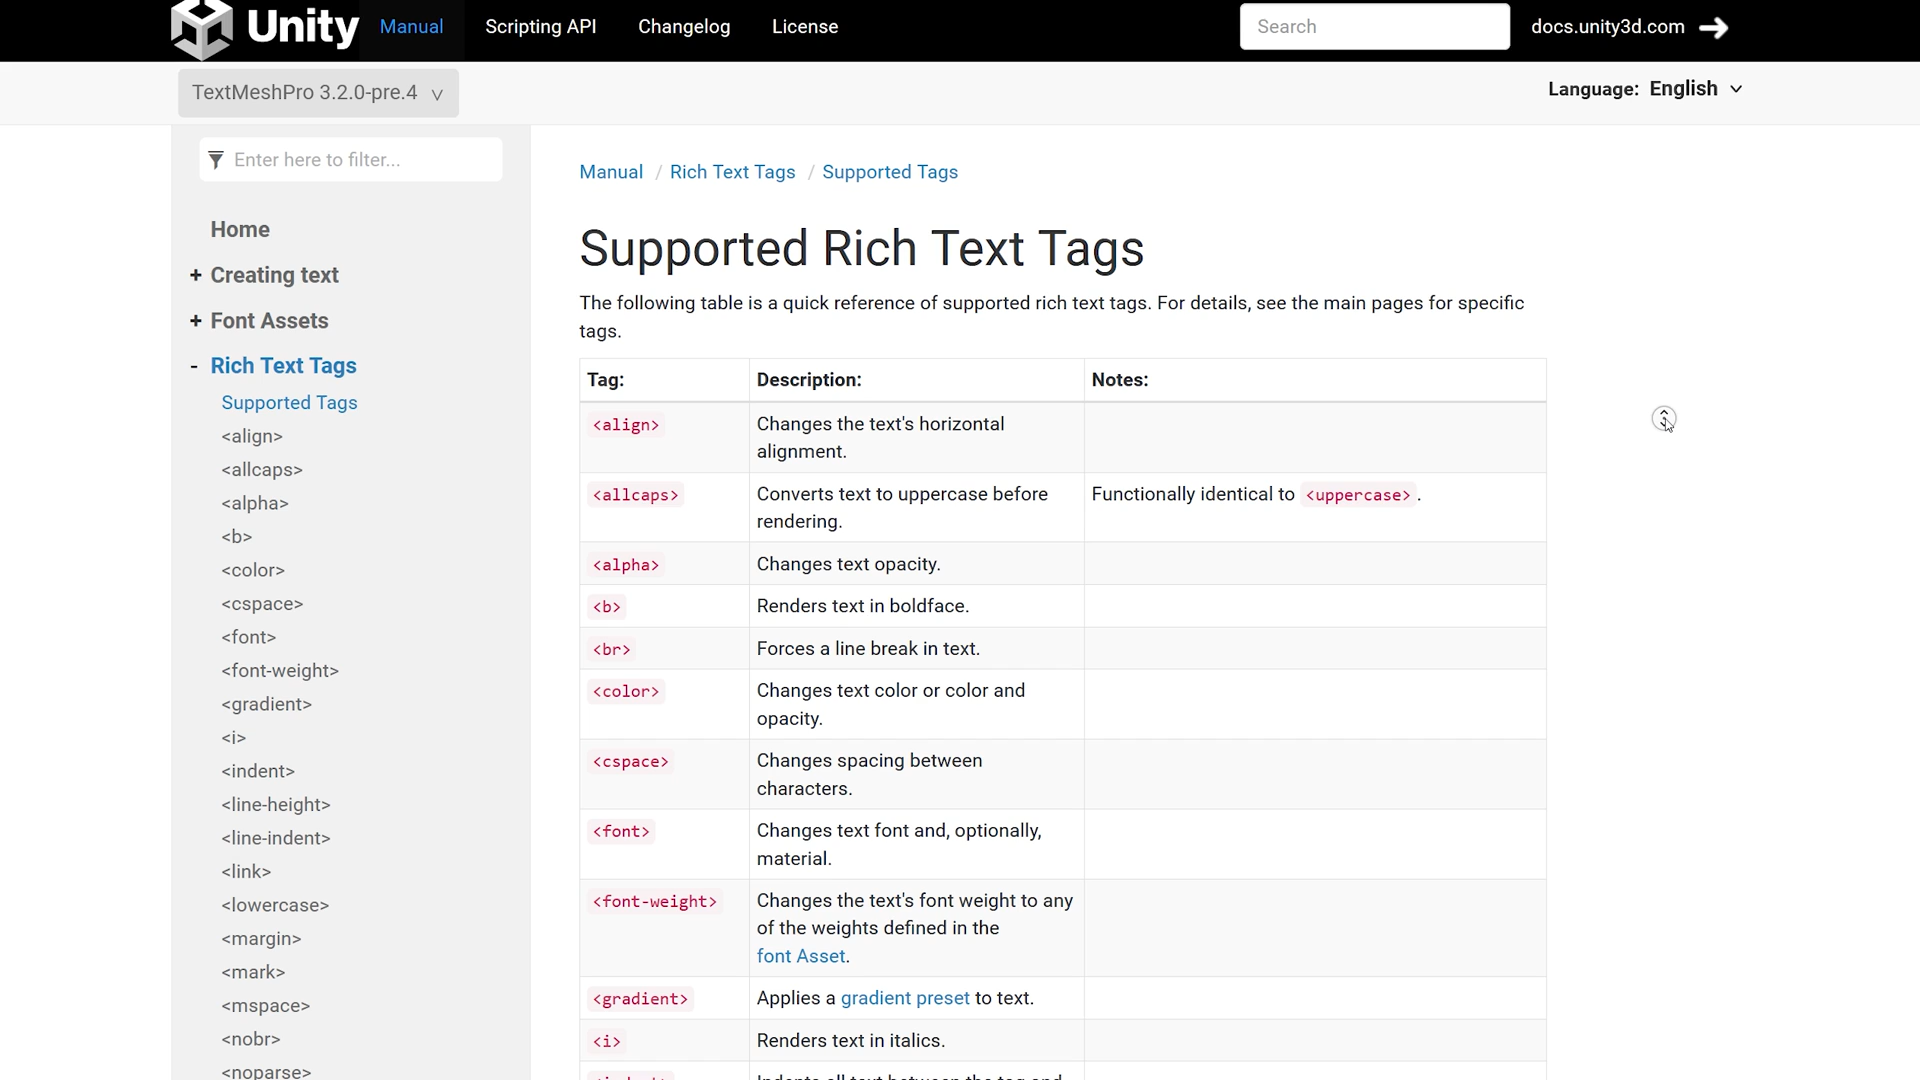 Unity Manual Scripting API Changelog License Search docs.unity3d.com
TextMeshPro 3.2.0-pre.4 Language: English
Enter here to filter...
Home
+ Creating text
+ Font Assets
- Rich Text Tags
Supported Tags
<align>
<allcaps>
<alpha>
<b>
<color>
<cspace>
<font>
<font-weight>
<gradient>
<i>
<indent>
<line-height>
<line-indent>
<link>
<lowercase>
<margin>
<mark>
<mspace>
<nobr>
<noparse>
Manual / Rich Text Tags / Supported Tags
Supported Rich Text Tags
The following table is a quick reference of supported rich text tags. For details, see the main pages for specific
tags.
Tag: Description: Notes:
<align> Changes the text's horizontal
alignment.
<allcaps> Converts text to uppercase before Functionally identical to <uppercase> .
rendering.
<alpha> Changes text opacity.
<b> Renders text in boldface.
<br> Forces a line break in text.
<color> Changes text color or color and
opacity.
<cspace> Changes spacing between
characters.
<font> Changes text font and, optionally,
material.
<font-weight> Changes the text's font weight to any
of the weights defined in the
font Asset.
<gradient> Applies a gradient preset to text.
<i> Renders text in italics.
<indent> Indents all text between the tag and